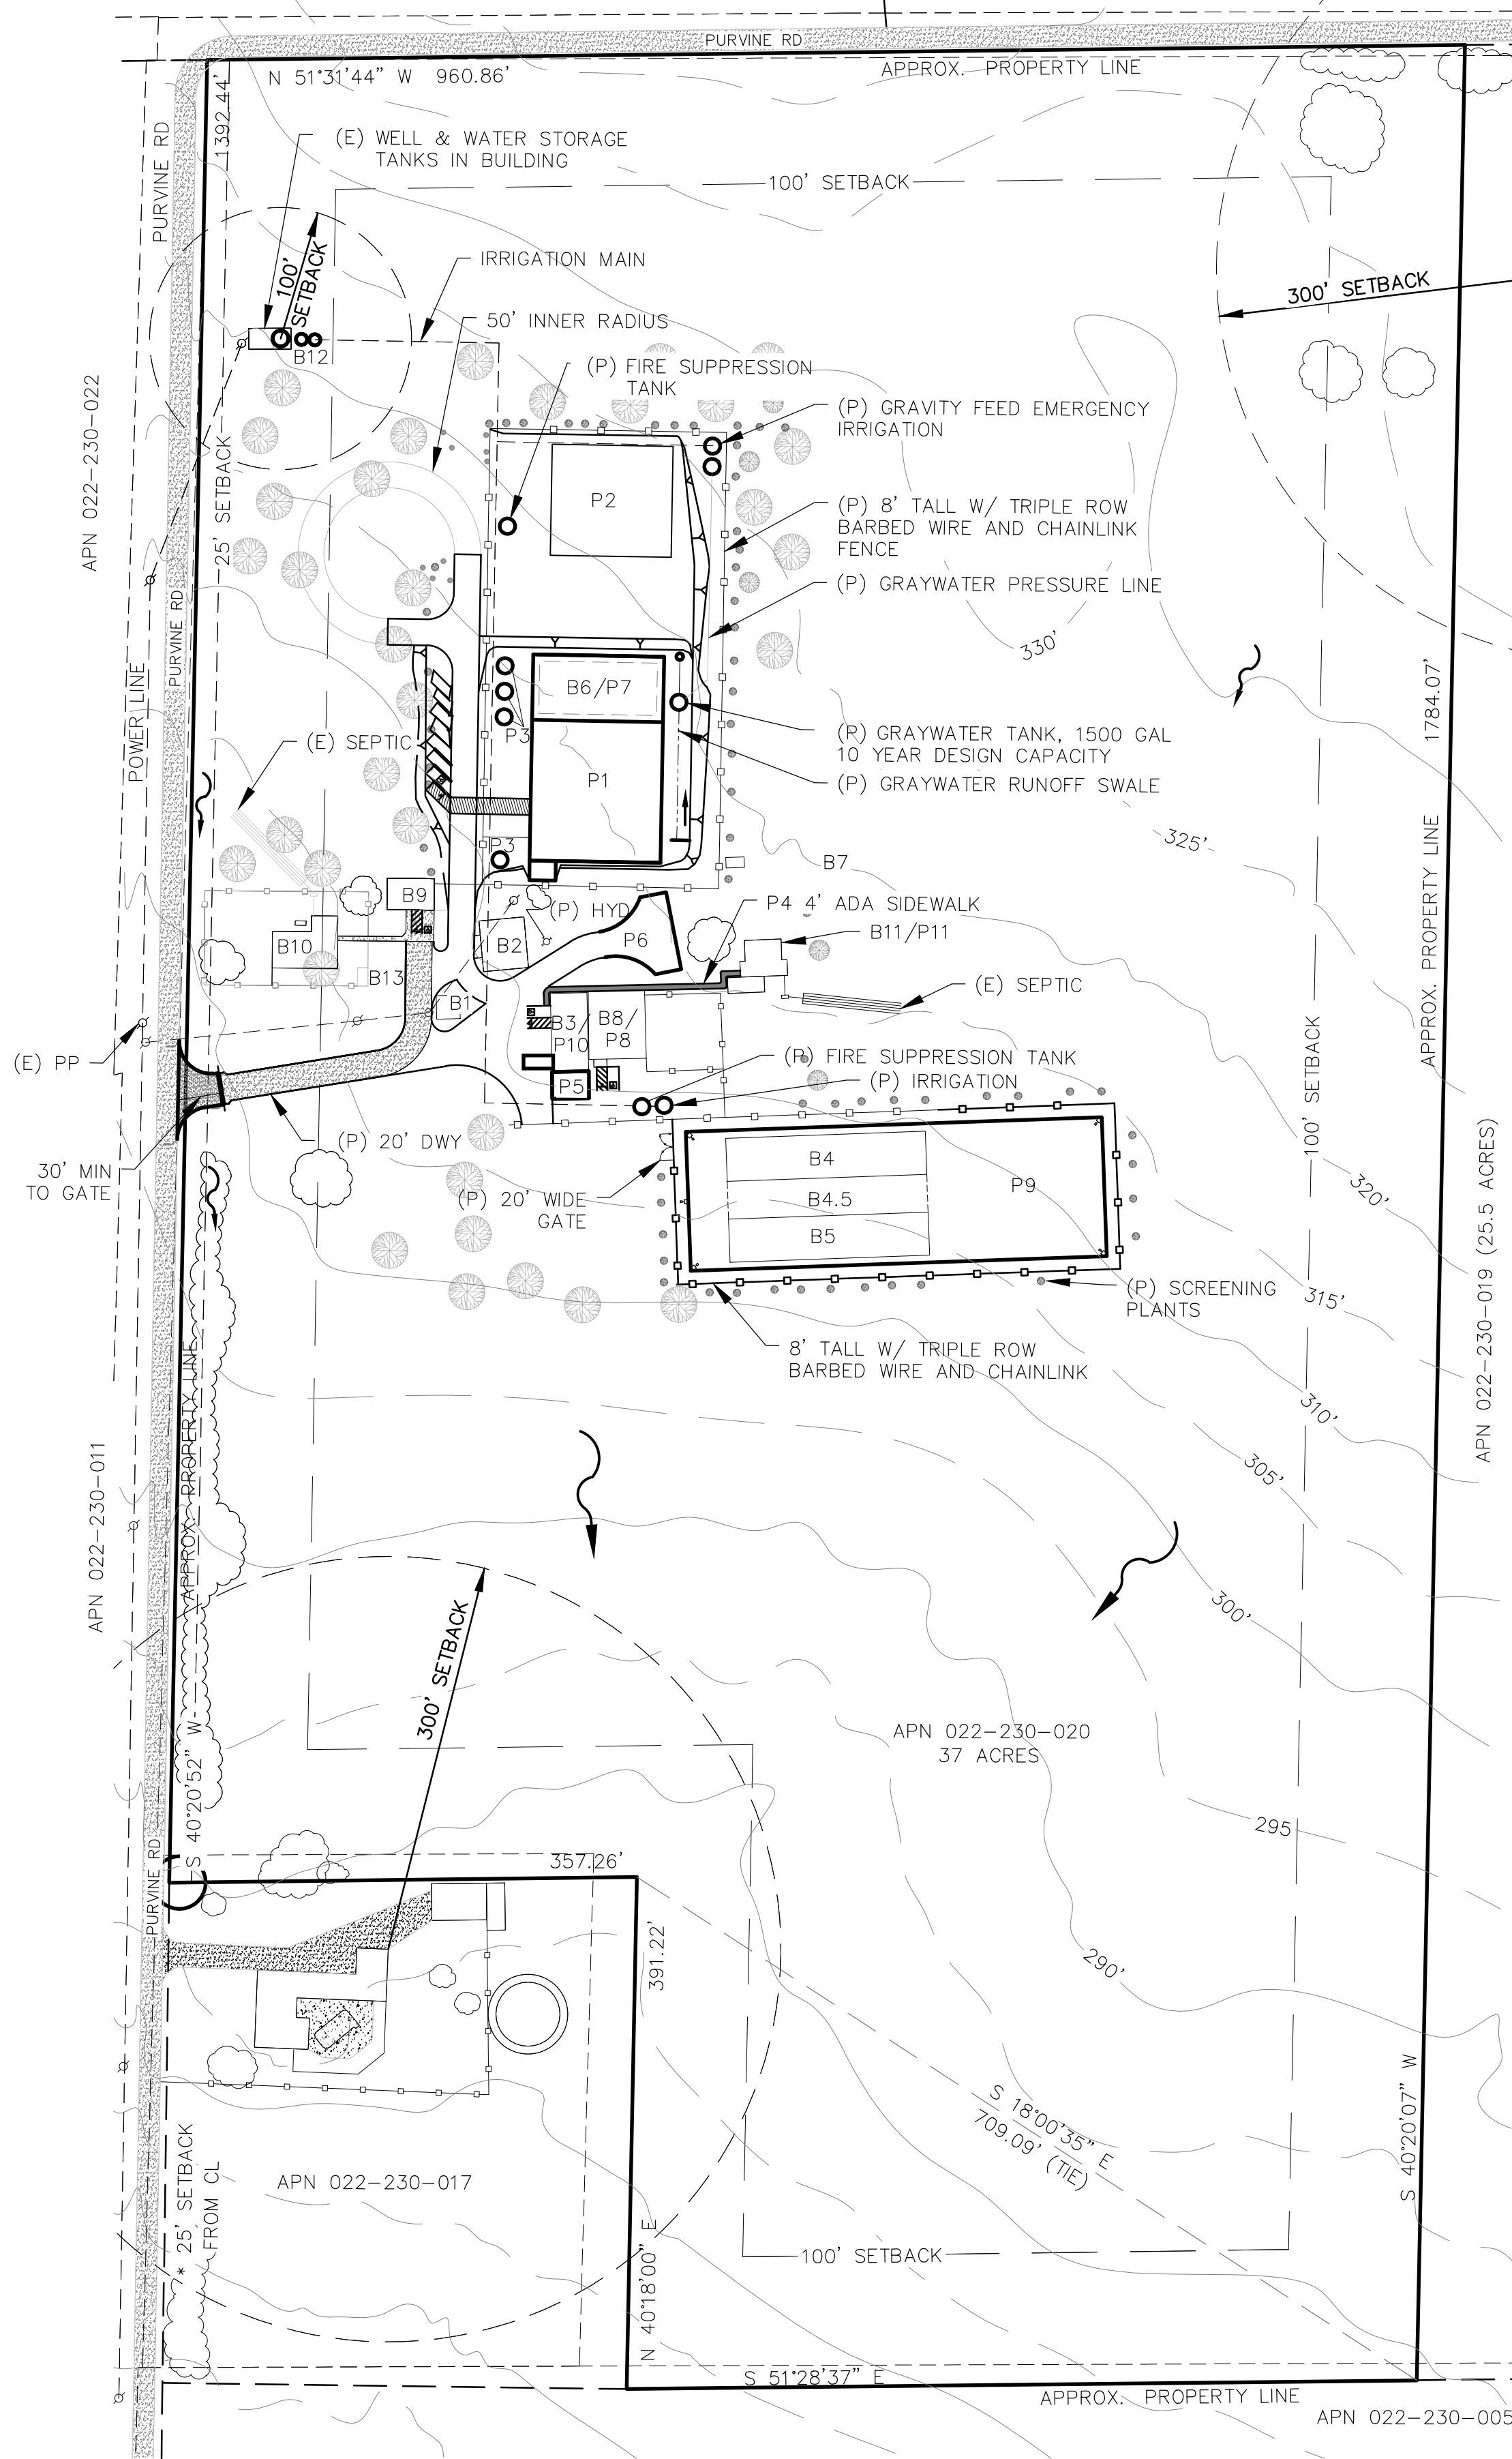 PURVINE RD
N 51°31'44" W 960.86'
APPROX. PROPERTY LINE
1392.44'
PURVINE RD
(E) WELL & WATER STORAGE
TANKS IN BUILDING
100' SETBACK
100'
SETBACK
IRRIGATION MAIN
300' SETBACK
50' INNER RADIUS
B12
(P) FIRE SUPPRESSION
TANK
APN 022-230-022
(P) GRAVITY FEED EMERGENCY
IRRIGATION
25' SETBACK
P2
(P) 8' TALL W/ TRIPLE ROW
BARBED WIRE AND CHAINLINK
FENCE
(P) GRAYWATER PRESSURE LINE
PURVINE RD
330'
POWER LINE
B6/P7
1784.07'
P3
(P) GRAYWATER TANK, 1500 GAL
10 YEAR DESIGN CAPACITY
(E) SEPTIC
P1
(P) GRAYWATER RUNOFF SWALE
325'
P3
B7
APPROX. PROPERTY LINE
B9
P4 4' ADA SIDEWALK
(P) HYD
B11/P11
B10
B2
P6
B13
(E) SEPTIC
B1
B3/
P10
B8/
P8
100' SETBACK
(E) PP
(P) FIRE SUPPRESSION TANK
(P) IRRIGATION
P5
(P) 20' DWY
30' MIN
TO GATE
B4
P9
320'
(P) 20' WIDE
GATE
B4.5
B5
APN 022-230-019 (25.5 ACRES)
(P) SCREENING
PLANTS
315'
8' TALL W/ TRIPLE ROW
BARBED WIRE AND CHAINLINK
310'
APPROX. PROPERTY LINE
305'
APN 022-230-011
300'
300' SETBACK
APN 022-230-020
37 ACRES
S 40°20'52" W
295
357.26'
PURVINE RD
391.22'
290'
S 18°00'35" E
709.09' (TIE)
S 40°20'07" W
APN 022-230-017
* 25' SETBACK
FROM CL
100' SETBACK
N 40°18'00" E
S 51°28'37" E
APPROX. PROPERTY LINE
APN 022-230-005